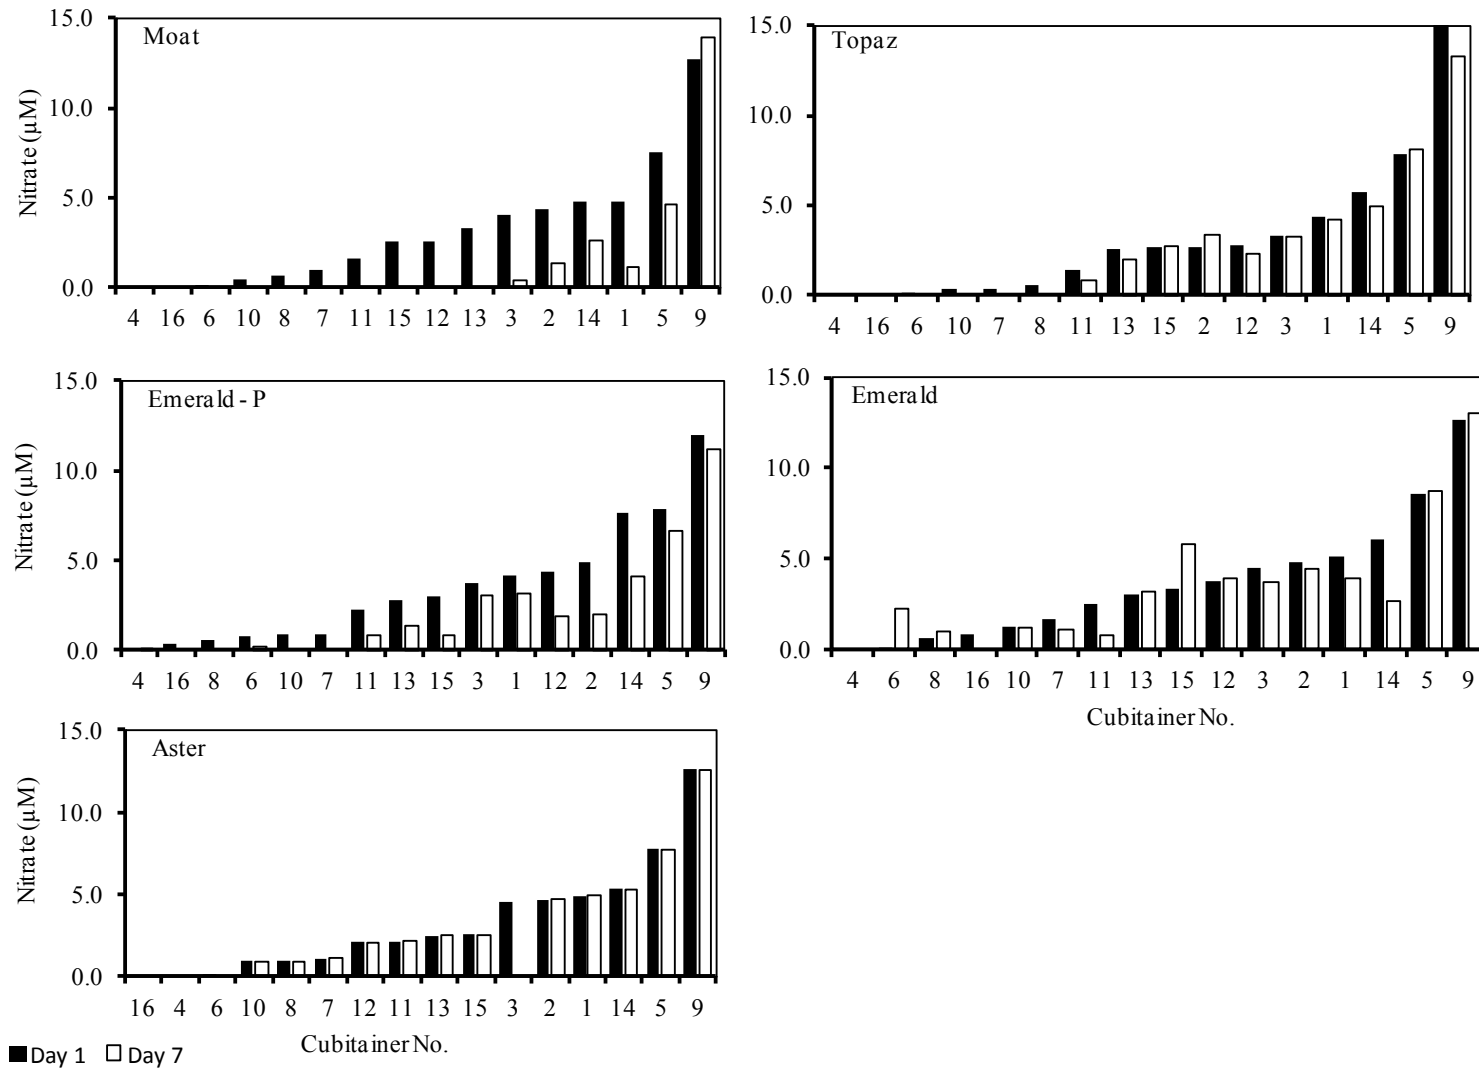 Moat
Nitrate (µM)
15.0
10.0
5.0
0.0
4 16 6 10 8 7 11 15 12 13 3 2 14 1 5 9
Topaz
15.0
10.0
5.0
0.0
4 16 6 10 7 8 11 13 15 2 12 3 1 14 5 9
Emerald - P
Nitrate (µM)
15.0
10.0
5.0
0.0
4 16 8 6 10 7 11 13 15 3 1 12 2 14 5 9
Emerald
15.0
10.0
5.0
0.0
4 6 8 16 10 7 11 13 15 12 3 2 1 14 5 9
Cubitainer No.
Aster
Nitrate (µM)
15.0
10.0
5.0
0.0
16 4 6 10 8 7 12 11 13 15 3 2 1 14 5 9
Cubitainer No.
Day 1 Day 7